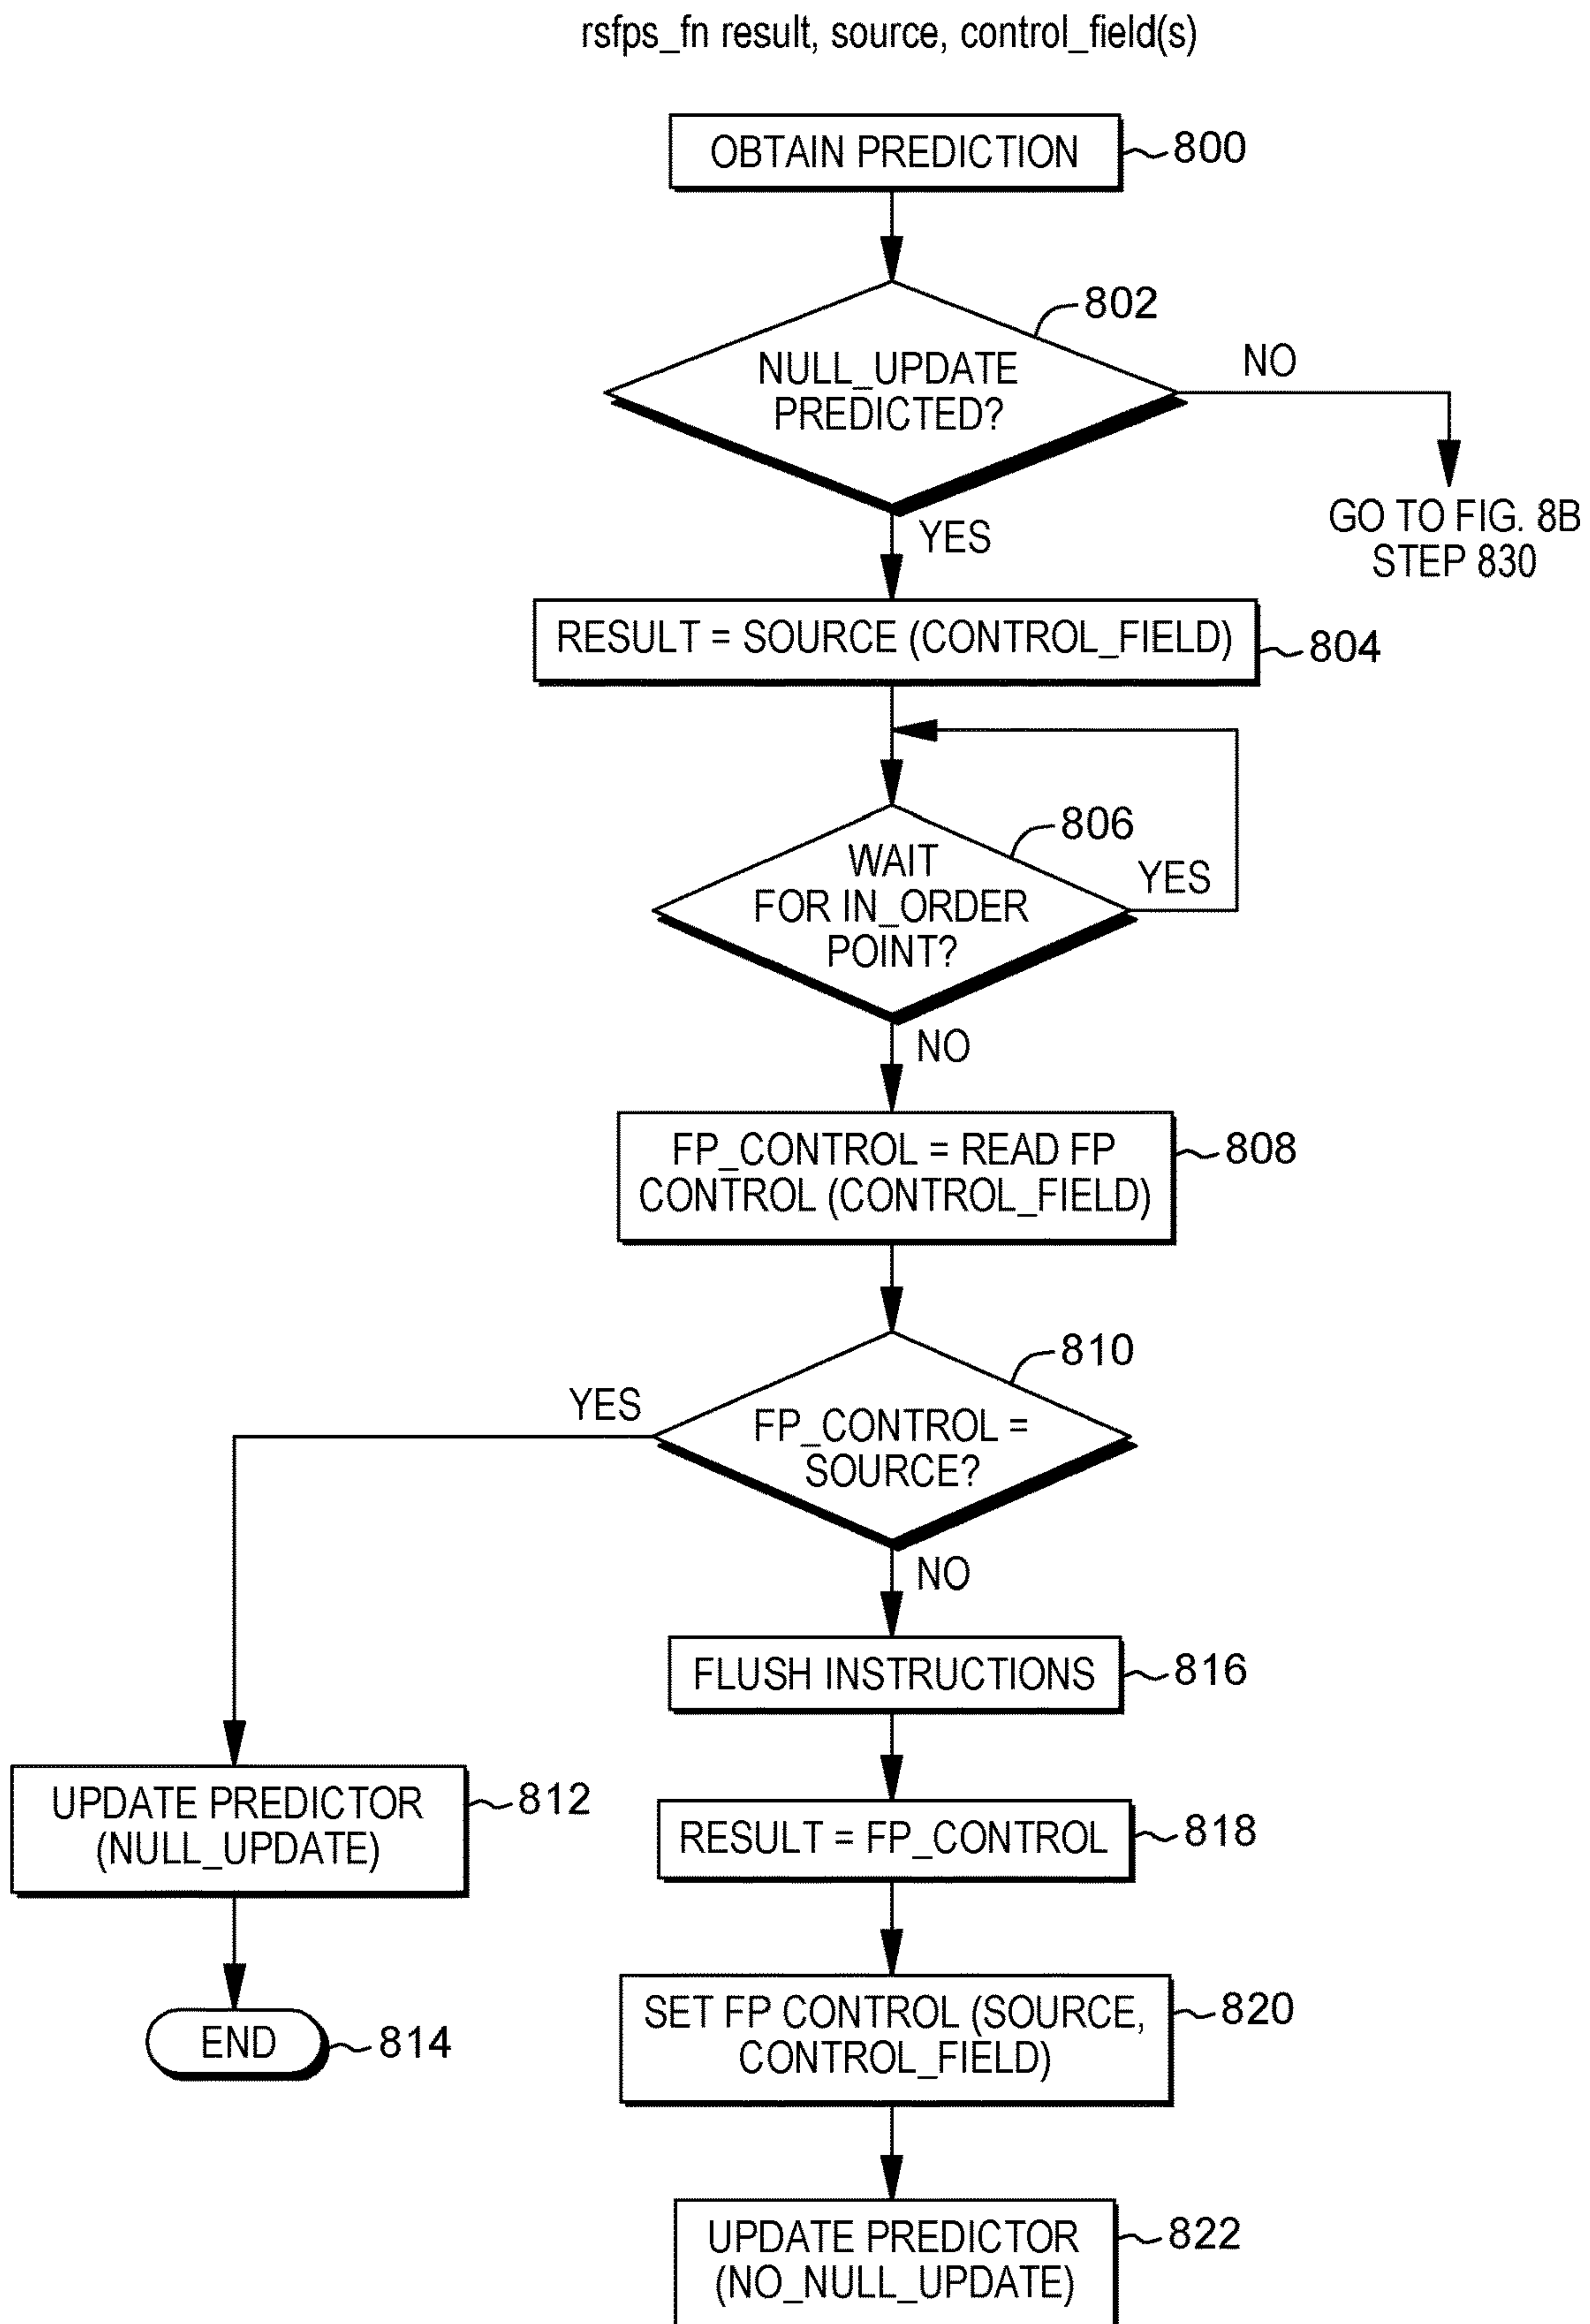 rsfps_fn result, source, control_field(s)
OBTAIN PREDICTION
800
802
NULL_UPDATE
PREDICTED?
NO
GO TO FIG. 8B
STEP 830
YES
RESULT = SOURCE (CONTROL_FIELD)
804
806
WAIT
FOR IN_ORDER
POINT?
YES
NO
FP_CONTROL = READ FP
CONTROL (CONTROL_FIELD)
808
810
YES
FP_CONTROL =
SOURCE?
NO
FLUSH INSTRUCTIONS
816
UPDATE PREDICTOR
(NULL_UPDATE)
812
RESULT = FP_CONTROL
818
END
814
SET FP CONTROL (SOURCE,
CONTROL_FIELD)
820
UPDATE PREDICTOR
(NO_NULL_UPDATE)
822